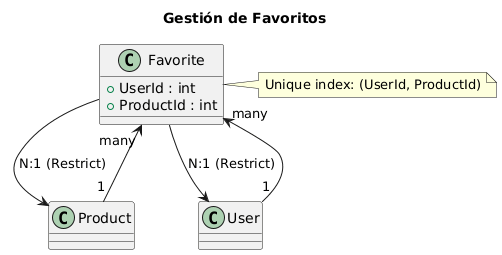 Gestión de Favoritos
C Favorite
UserId : int
ProductId : int
Unique index: (UserId, ProductId)
many
many
N:1 (Restrict)
N:1 (Restrict)
1
1
C Product
C User